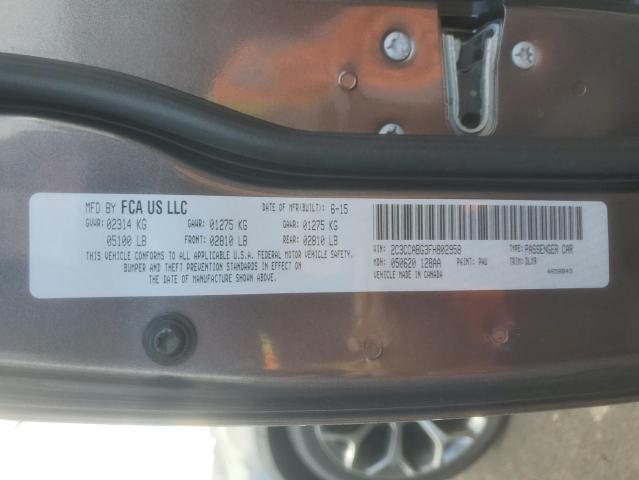 MFD BY FCA US LLC DATE OF MFR(BUILT): 6-15
GVWR: 02314 KG GAWR: 01275 KG GAWR: 01275 KG
05100 LB FRONT: 02810 LB REAR: 02810 LB
THIS VEHICLE CONFORMS TO ALL APPLICABLE U.S.A. FEDERAL MOTOR VEHICLE SAFETY,
BUMPER AND THEFT PREVENTION STANDARDS IN EFFECT ON
THE DATE OF MANUFACTURE SHOWN ABOVE.
VIN: 2C3CCABG3FH802958 TYPE: PASSENGER CAR
MDH: 050620 128AA PAINT: PAU TRIM: DLX9
VEHICLE MADE IN CANADA